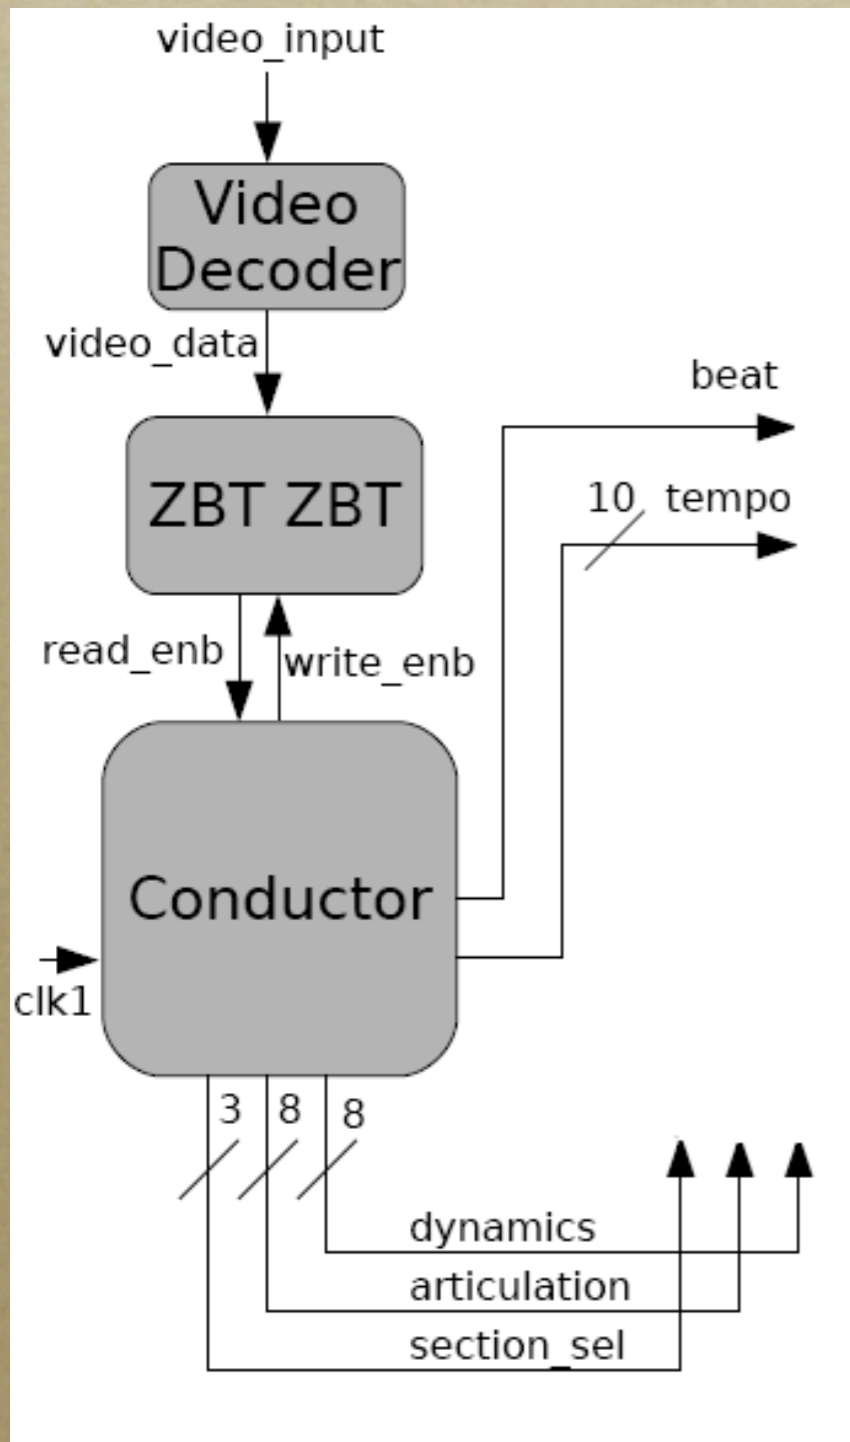 video_input
Video
Decoder
video_data
beat
10 tempo
ZBT ZBT
read_enb
write_enb
Conductor
clk1
3 8 8
dynamics
articulation
section_sel